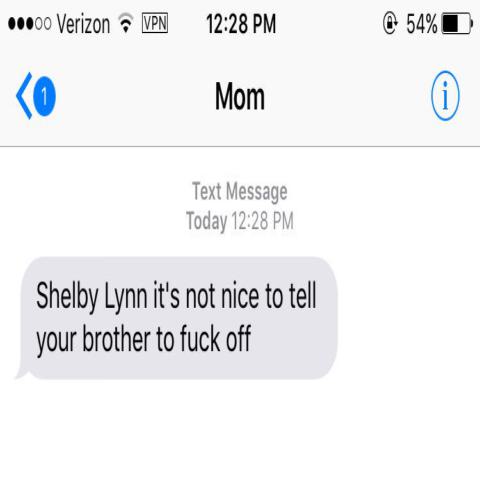 Verizon VPN 12:28 PM 54%
1 Mom i
Text Message
Today 12:28 PM
Shelby Lynn it's not nice to tell
your brother to fuck off